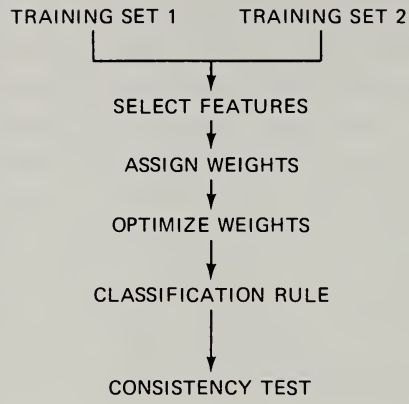 TRAINING SET 1 TRAINING SET 2
SELECT FEATURES
ASSIGN WEIGHTS
OPTIMIZE WEIGHTS
CLASSIFICATION RULE
CONSISTENCY TEST